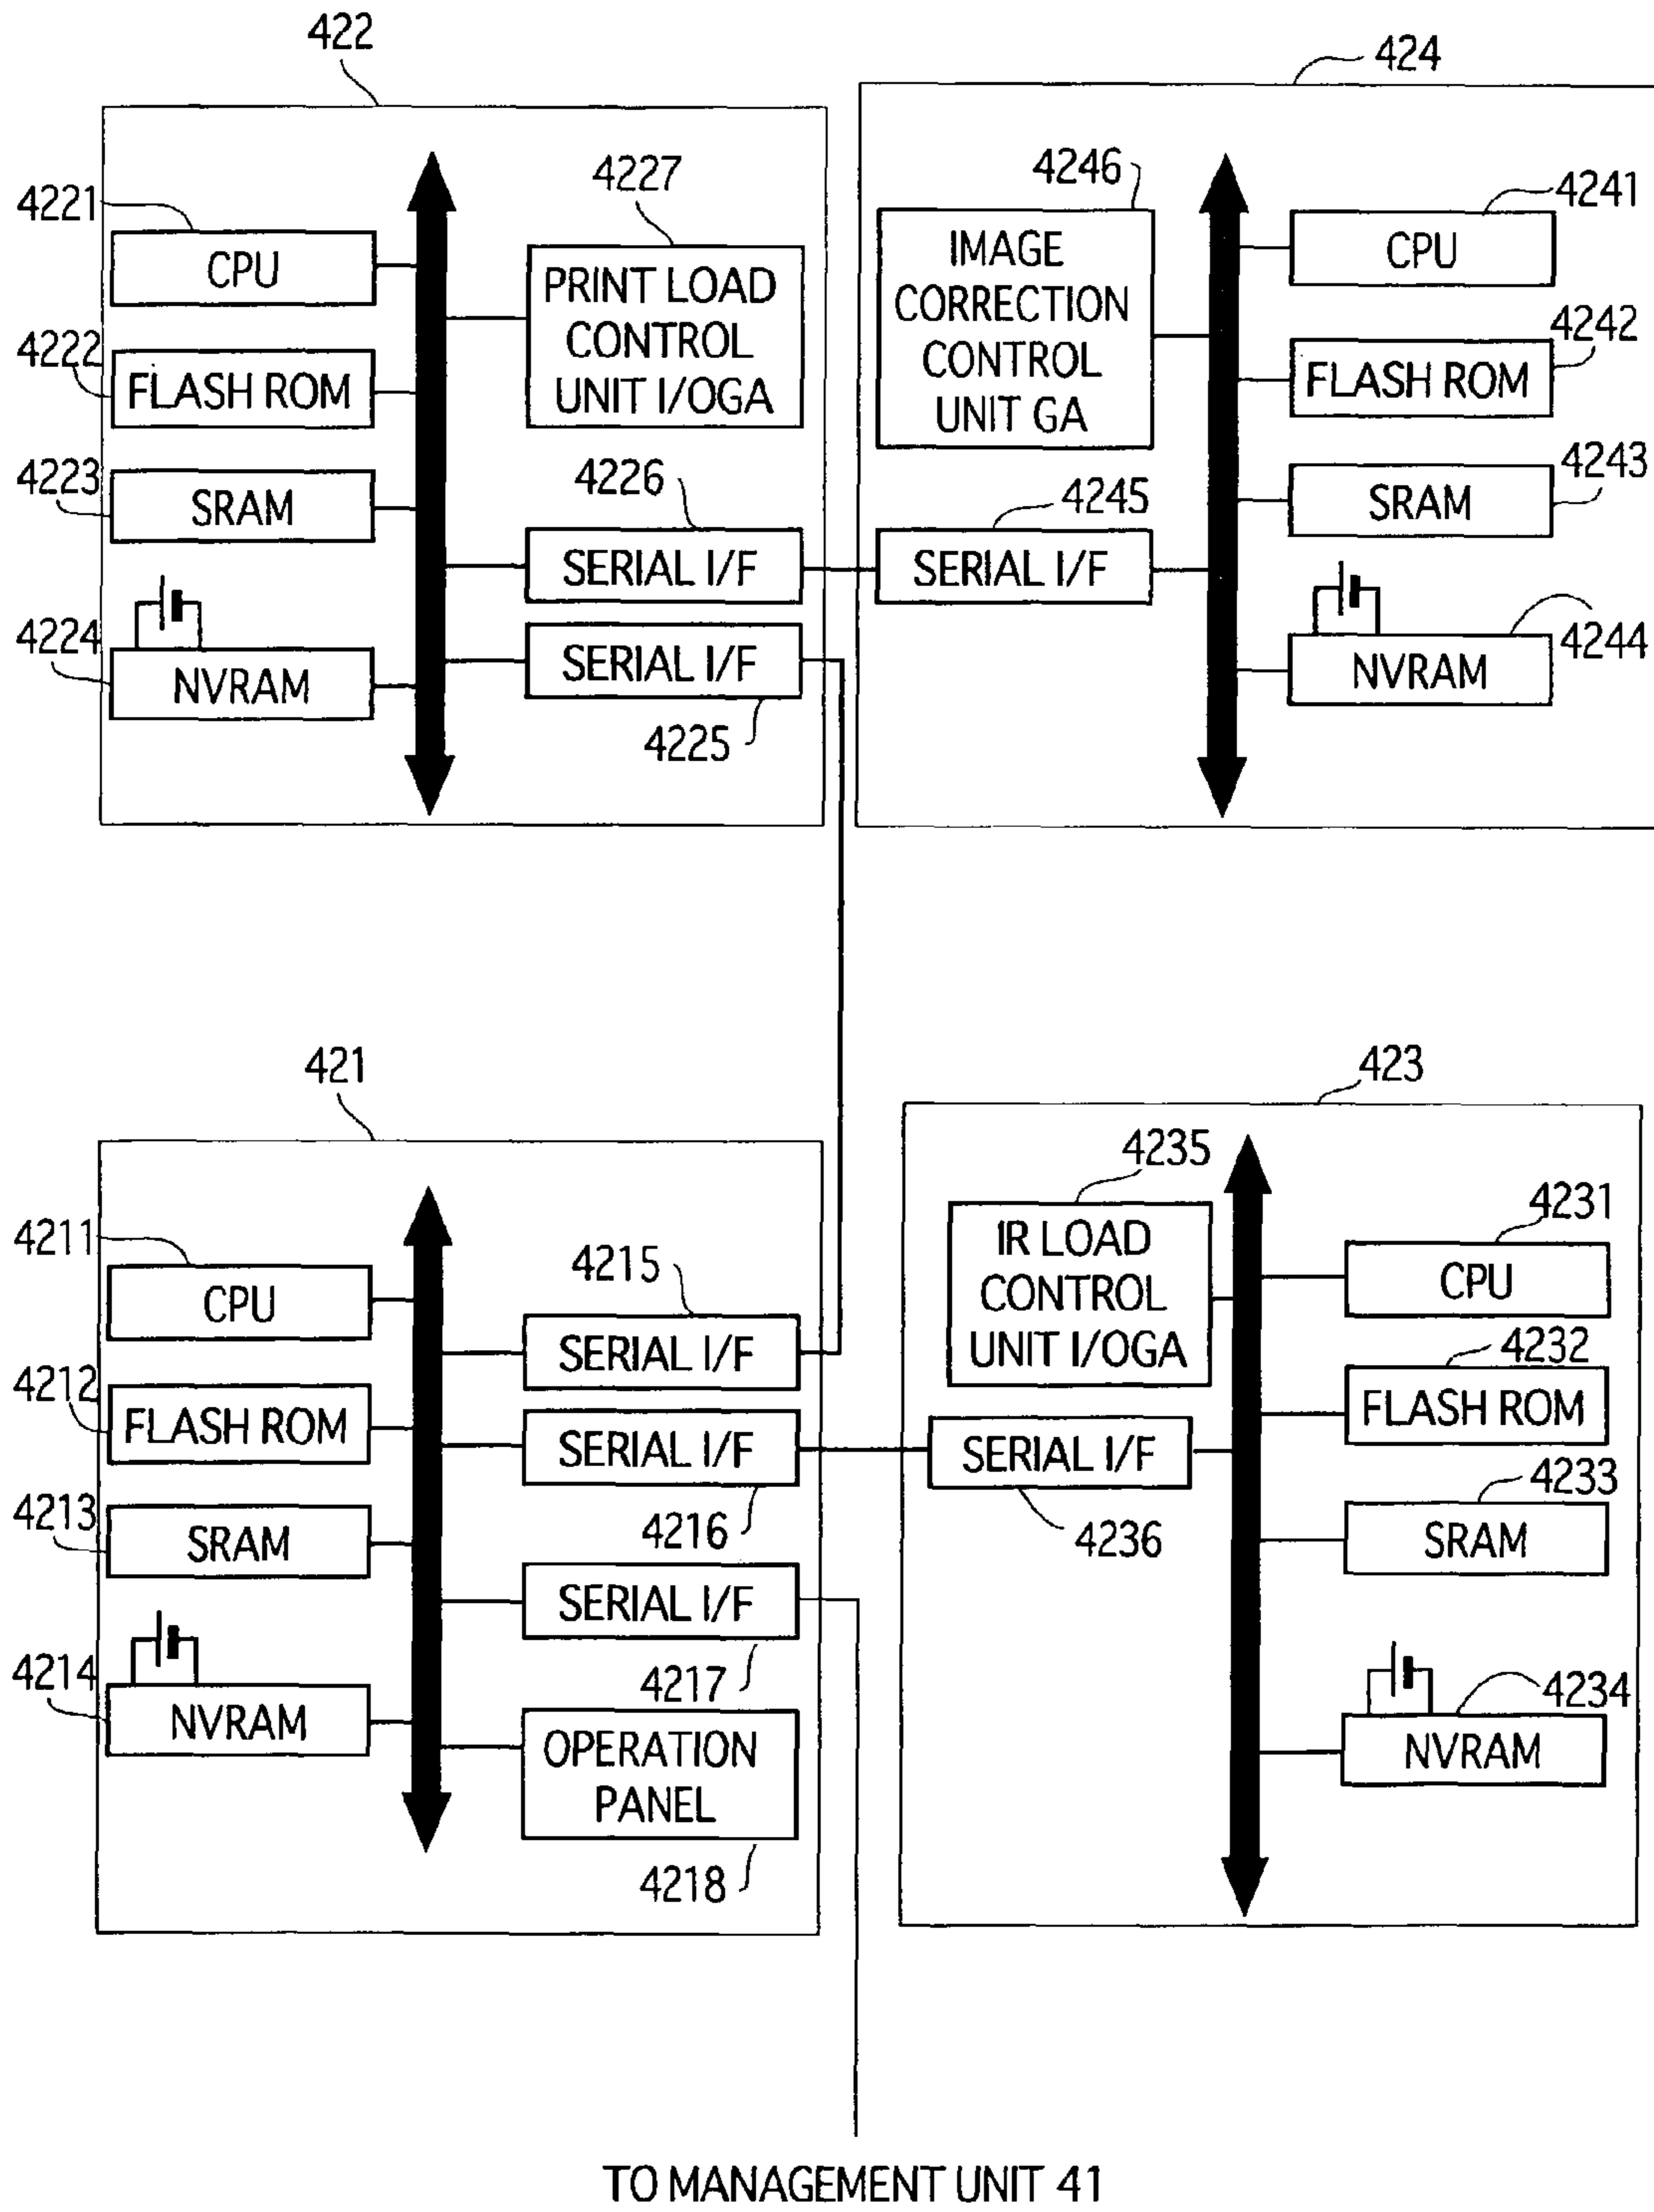 422
424
4221
CPU
4222
FLASH ROM
4223
SRAM
4224
NVRAM
4227
PRINT LOAD
CONTROL
UNIT I/OGA
4226
SERIAL I/F
SERIAL I/F
4225
4246
IMAGE
CORRECTION
CONTROL
UNIT GA
4245
SERIAL I/F
4241
CPU
4242
FLASH ROM
4243
SRAM
4244
NVRAM
421
423
4211
CPU
4212
FLASH ROM
4213
SRAM
4214
NVRAM
4215
SERIAL I/F
SERIAL I/F
4216
SERIAL I/F
4217
OPERATION
PANEL
4218
4235
IR LOAD
CONTROL
UNIT I/OGA
SERIAL I/F
4236
4231
CPU
4232
FLASH ROM
4233
SRAM
4234
NVRAM
TO MANAGEMENT UNIT 41